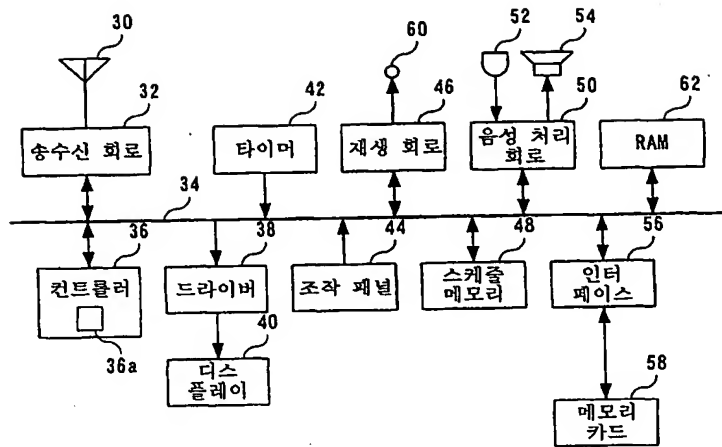 30
60
52
54
32
42
46
50
62
송수신 회로
타이머
재생 회로
음성 처리
회로
RAM
34
36
38
44
48
56
컨트롤러
36a
드라이버
조작 패널
스케줄
메모리
인터
페이스
40
디스
플레이
58
메모리
카드